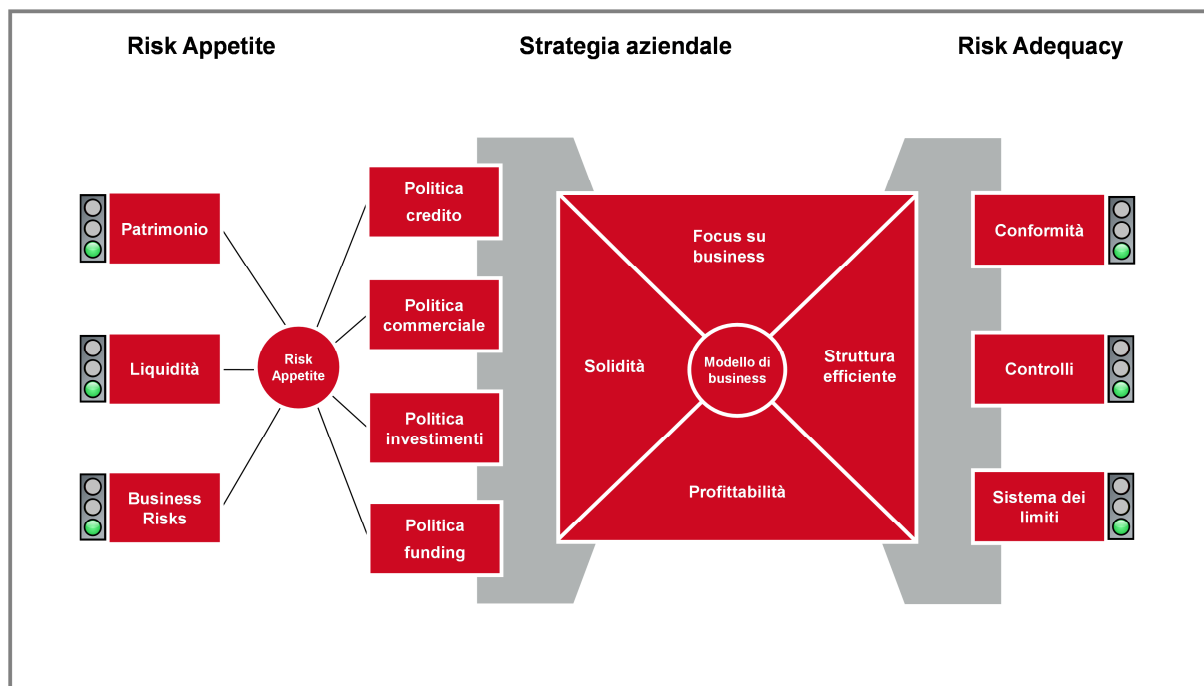 Risk Appetite
Strategia aziendale
Risk Adequacy
Patrimonio
Liquidità
Business
Risks
Risk
Appetite
Politica
credito
Politica
commerciale
Politica
investimenti
Politica
funding
Focus su
business
Solidità
Modello di
business
Struttura
efficiente
Profittabilità
Conformità
Controlli
Sistema dei
limiti